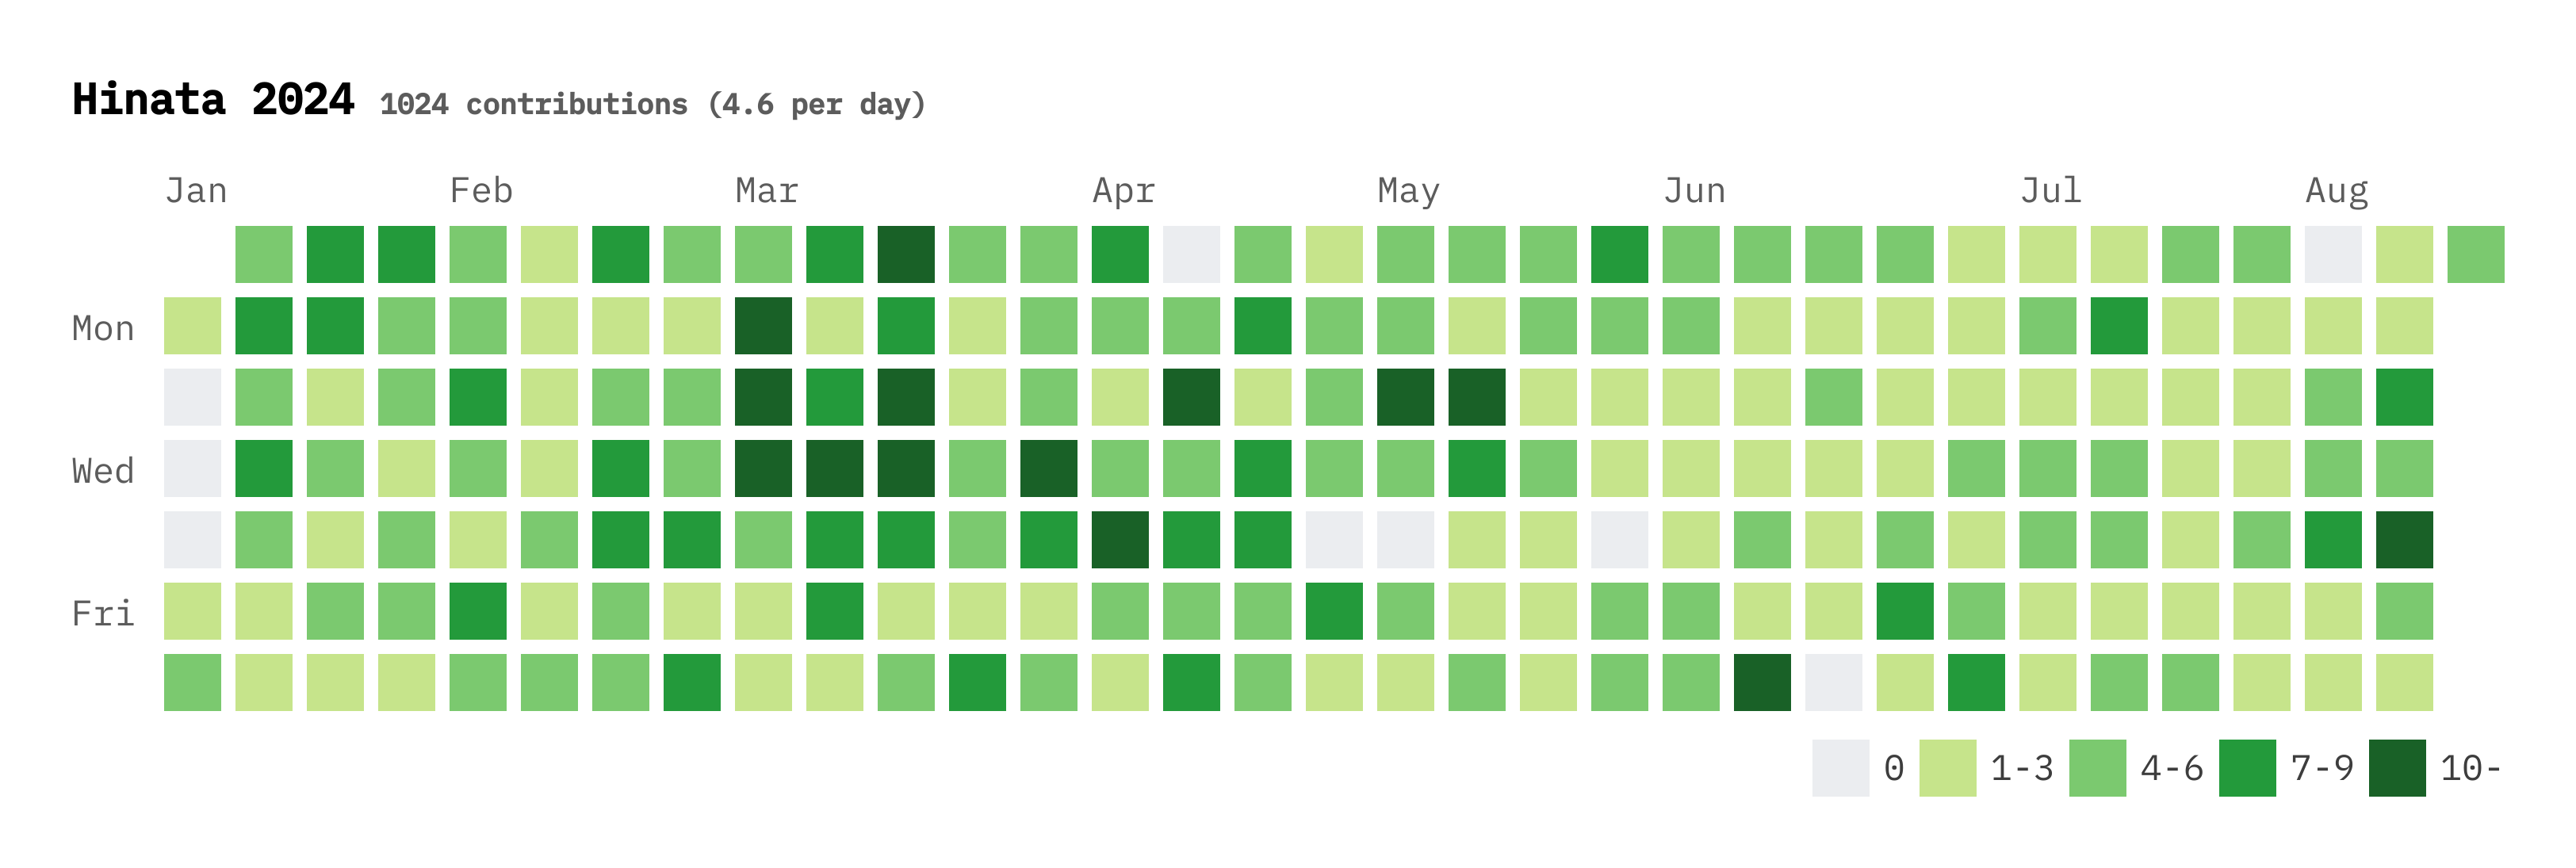 Hinata 2024 1024 contributions (4.6 per day)
Jan Feb Mar Apr May Jun Jul Aug
Mon
Wed
Fri
0 1-3 4-6 7-9 10-